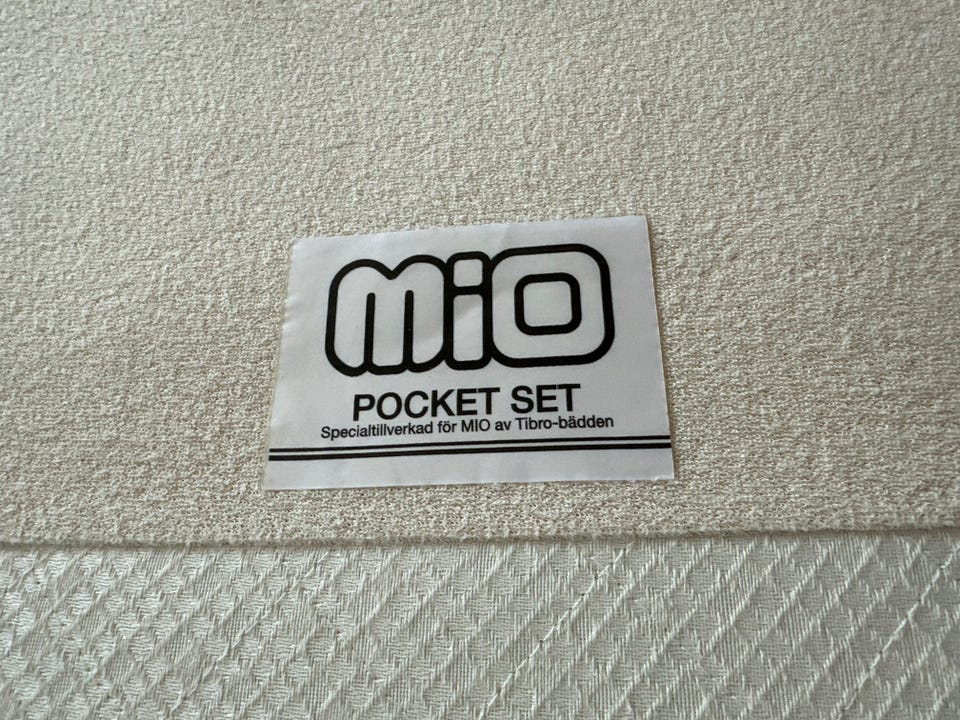 MiO
POCKET SET
Specialtillverkad för MIO av Tibro-bädden